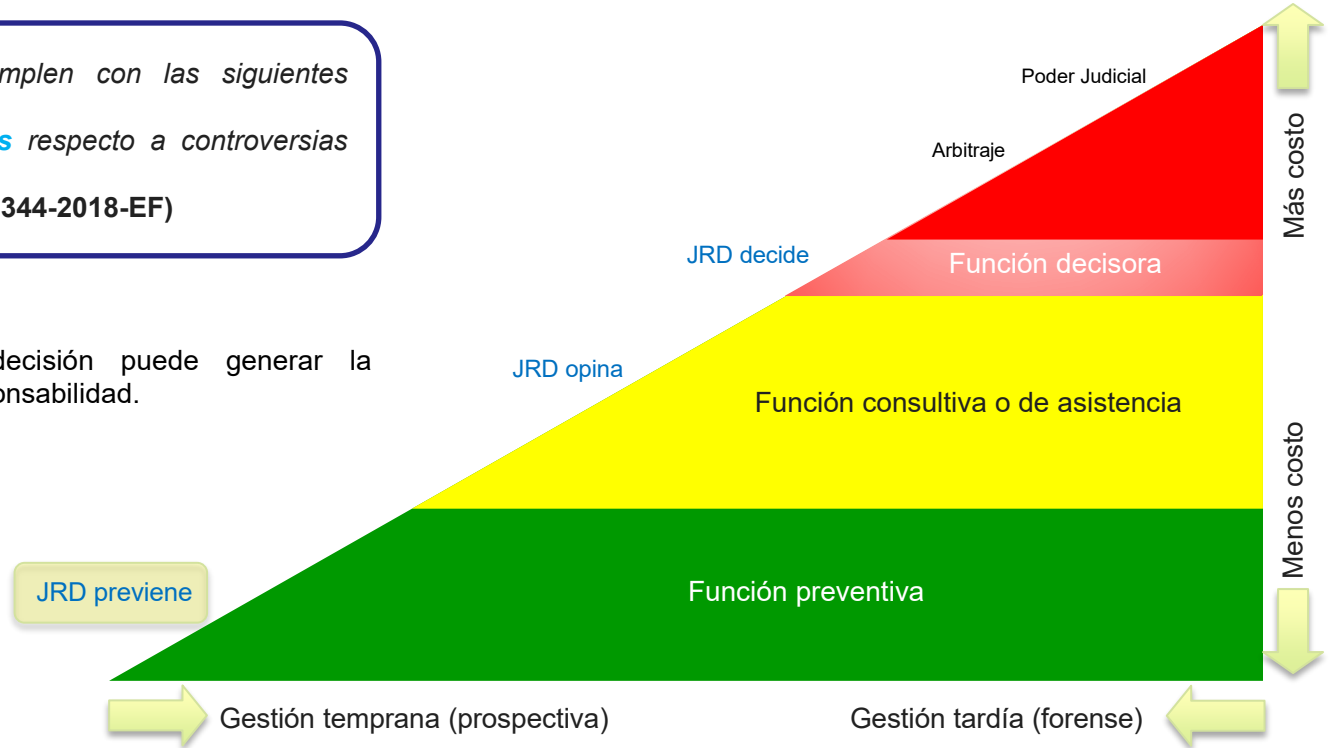 con las siguientes
respecto a controversias
344-2018-EF)
decisión puede generar la
Poder Judicial
Arbitraje
JRD decide
JRD opina
JRD previene
Función decisora
Función consultiva o de asistencia
Función preventiva
Más costo
Menos costo
Gestión temprana (prospectiva)
Gestión tardía (forense)